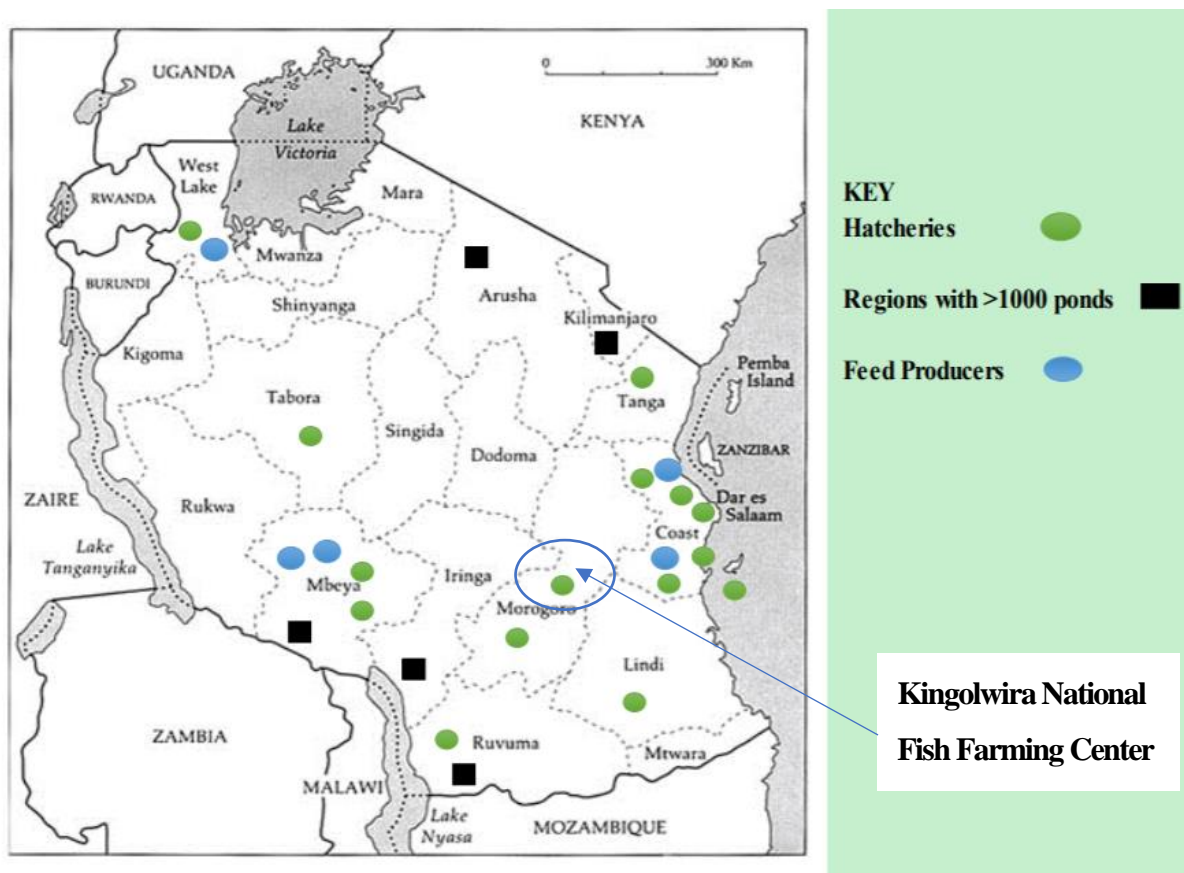 UGANDA
0
300 Km
KENYA
Lake
Victoria
West
Lake
RWANDA
Mara
Mwanza
BURUNDI
Arusha
Shinyanga
Kilimanjaro
Kigoma
Pemba
Island
Tabora
Tanga
Singida
Dodoma
ZANZIBAR
ZAIRE
Rukwa
Dar es
Salaam
Coast
Lake
Tanganyika
Mbeya
Iringa
Morogoro
Lindi
ZAMBIA
Ruvuma
Mtwara
MALAWI
Lake
Nyasa
MOZAMBIQUE
KEY
Hatcheries
Regions with >1000 ponds
Feed Producers
Kingolwira National
Fish Farming Center